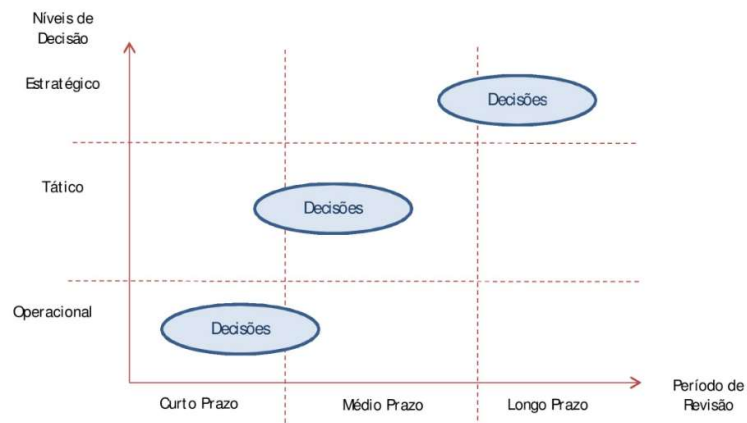 Níveis de
Decisão
Estratégico
Decisões
Tático
Decisões
Operacional
Decisões
Período de
Revisão
Curto Prazo
Médio Prazo
Longo Prazo